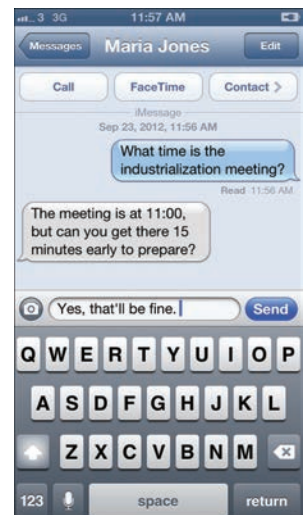 3 3G 11:57 AM
Messages Maria Jones Edit
Call FaceTime Contact >
iMessage
Sep 23, 2012, 11:56 AM
What time is the
industrialization meeting?
Read 11:56 AM
The meeting is at 11:00,
but can you get there 15
minutes early to prepare?
Yes, that'll be fine. Send
Q W E R T Y U I O P
A S D F G H J K L
Z X C V B N M
123 space return